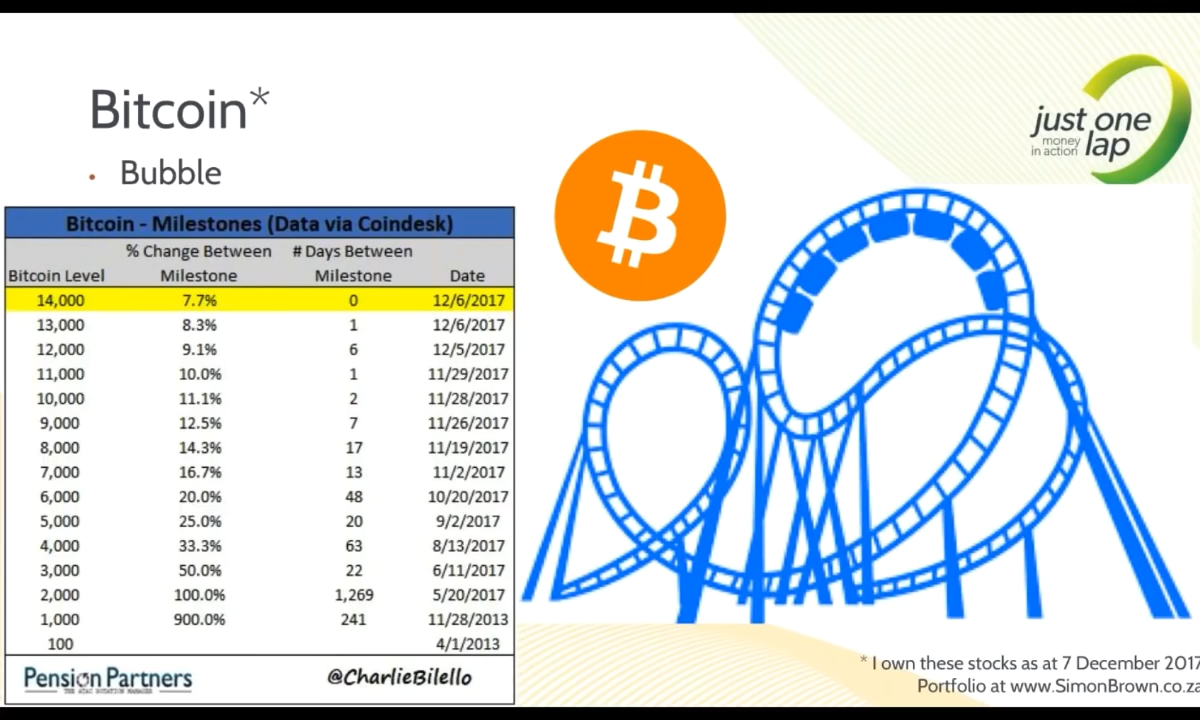 Bitcoin*
• Bubble
just one
money
in action lap
Bitcoin - Milestones (Data via Coindesk)
% Change Between # Days Between
Bitcoin Level Milestone Milestone Date
14,000 7.7% 0 12/6/2017
13,000 8.3% 1 12/6/2017
12,000 9.1% 6 12/5/2017
11,000 10.0% 1 11/29/2017
10,000 11.1% 2 11/28/2017
9,000 12.5% 7 11/26/2017
8,000 14.3% 17 11/19/2017
7,000 16.7% 13 11/2/2017
6,000 20.0% 48 10/20/2017
5,000 25.0% 20 9/2/2017
4,000 33.3% 63 8/13/2017
3,000 50.0% 22 6/11/2017
2,000 100.0% 1,269 5/20/2017
1,000 900.0% 241 11/28/2013
100 4/1/2013
Pension Partners @CharlieBilello
THE ATAC ROTATION MANAGER
* I own these stocks as at 7 December 2017
Portfolio at www.SimonBrown.co.za